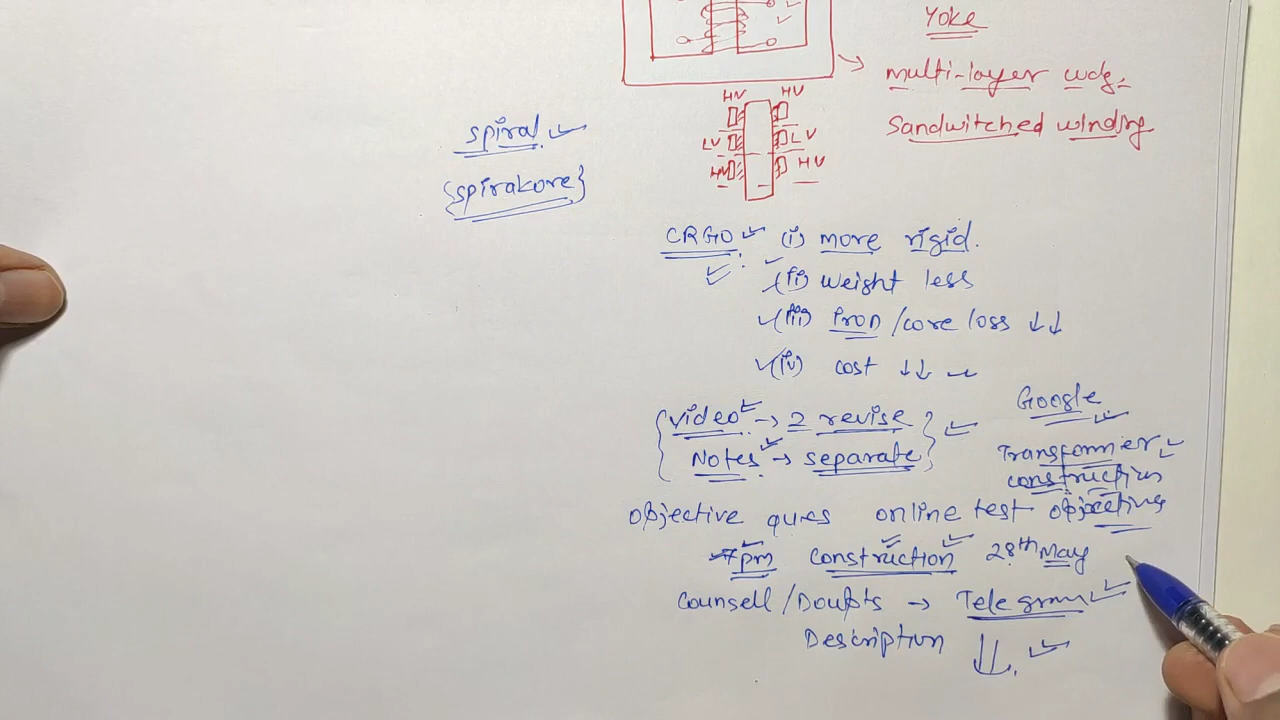 Yoke
multi-layer wdg.
Sandwitched winding
HV HV
LV LV
HV HV
spiral
{spirakore}
CRGO (i) more rigid.
(ii) weight less
(iii) iron/core loss ↓↓
(iv) cost ↓↓
{video → 2 revise}
{Notes → separate}
Google
Transformer
construction
objective
objective ques online test
7pm construction 28th May
Counsell/Doubts → Telegram
Description ↓↓.